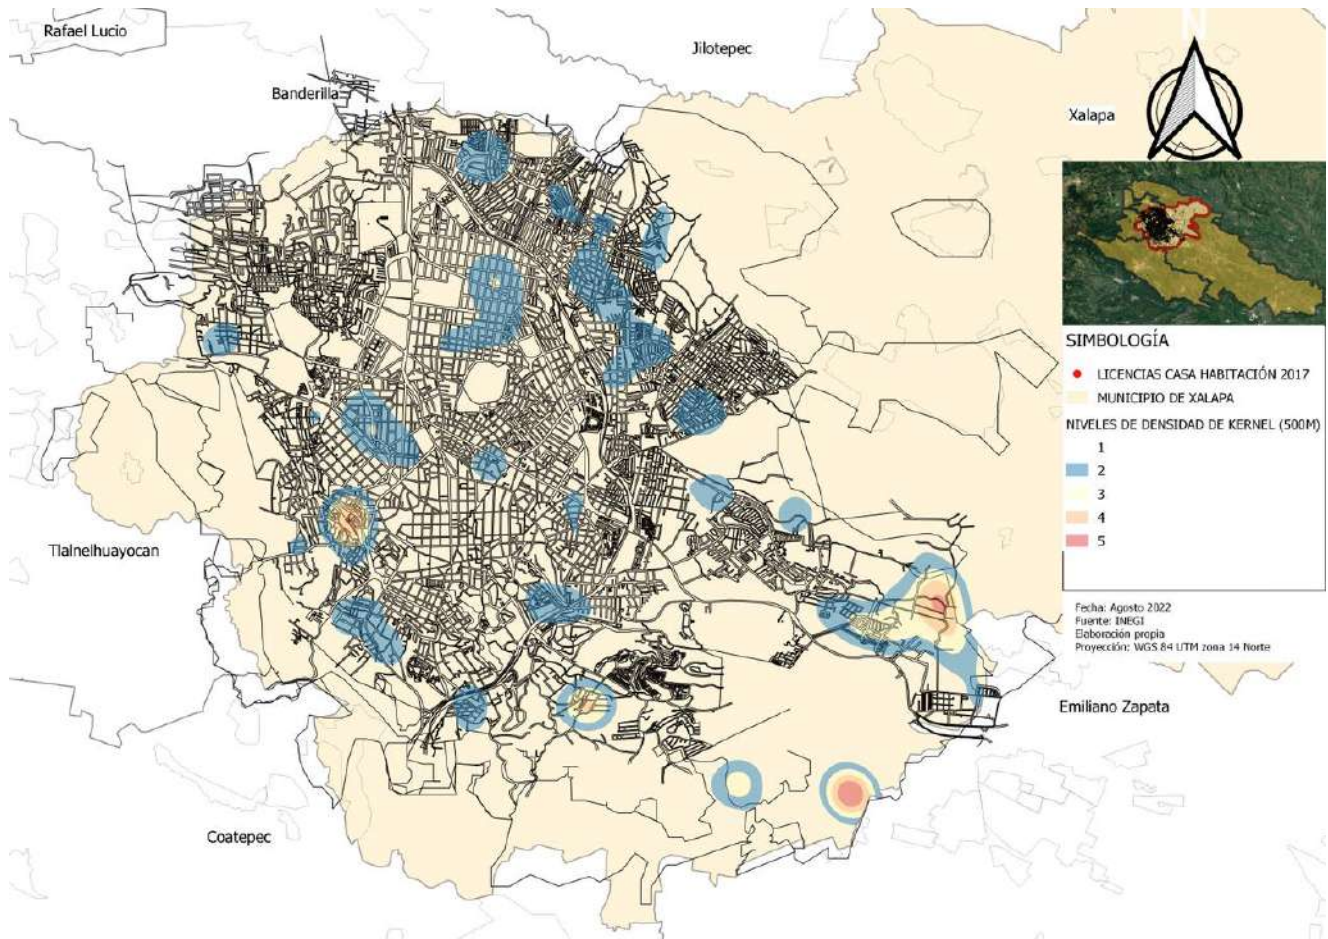 Rafael Lucio
Jilotepec
N
Banderilla
Xalapa
SIMBOLOGÍA
LICENCIAS CASA HABITACIÓN 2017
MUNICIPIO DE XALAPA
NIVELES DE DENSIDAD DE KERNEL (500M)
1
2
3
4
5
Tlalnelhuayocan
Fecha: Agosto 2022
Fuente: INEGI
Elaboración propia
Proyección: WGS 84 UTM zona 14 Norte
Emiliano Zapata
Coatepec